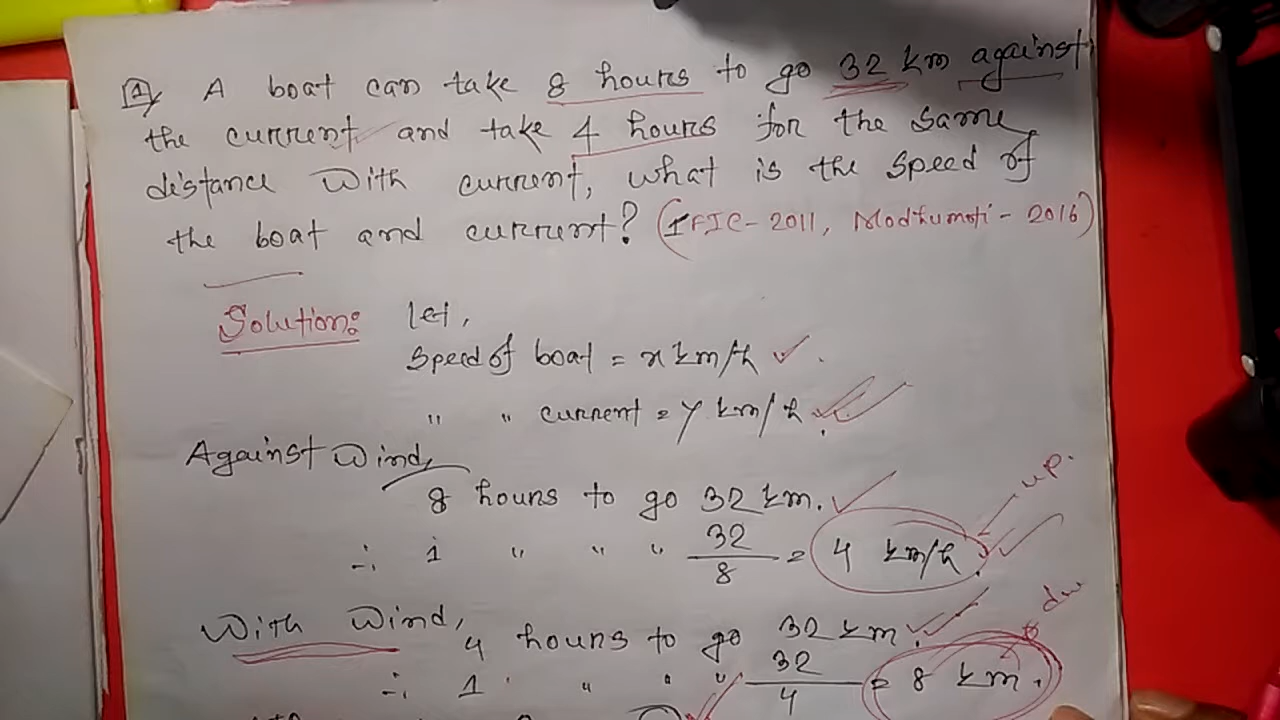 1) A boat can take 8 hours to go 32 km against
the current and take 4 hours for the same
distance with current, what is the speed of
the boat and current? (IFIC-2011, Modhumoti-2016)
Solution: let,
Speed of boat = x km/h
" " current = y km/h.
Against wind,
8 hours to go 32 km.
∴ 1 " " " 32/8 = 4 km/h.
up.
With wind,
4 hours to go 32 km.
∴ 1 " " " " 32/4 = 8 km.